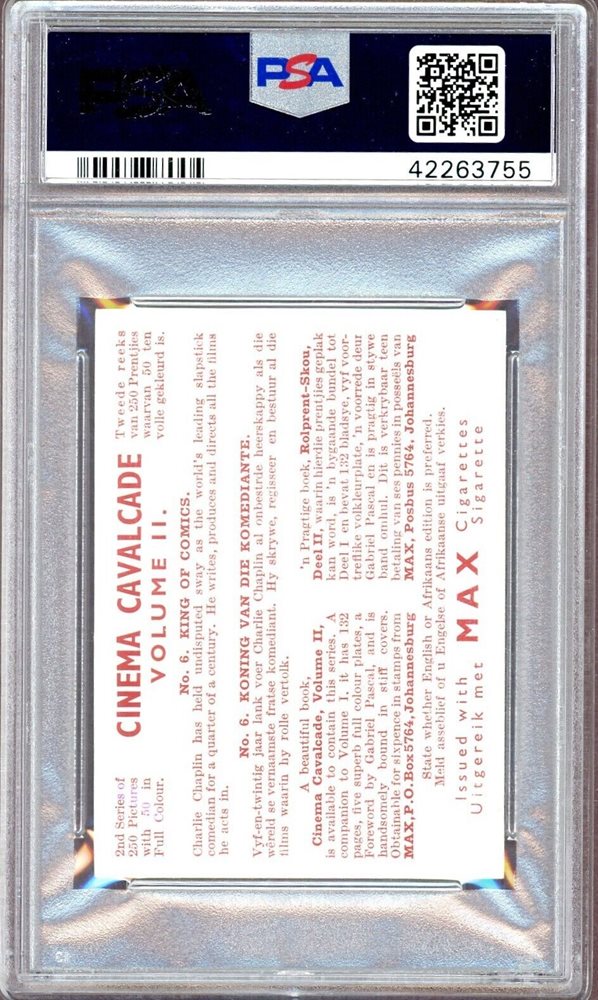 PSA
PSA
42263755
2nd Series of
250 Pictures
with 50 in
Full Colour.
CINEMA CAVALCADE
VOLUME II.
Tweede reeks
van 250 Prentjies
waarvan 50 ten
volle gekleurd is.
No. 6. KING OF COMICS.
Charlie Chaplin has held undisputed sway as the world's leading slapstick
comedian for a quarter of a century. He writes, produces and directs all the films
he acts in.
No. 6. KONING VAN DIE KOMEDIANTE.
Vyf-en-twintig jaar lank voer Charlie Chaplin al onbestrde heerskappy als die
wêreld se vernaamste fratse komediant. Hy skrywe, regisseer en bestuur al die
films waarin hy rolle vertolk.
A beautiful book,
Cinema Cavalcade, Volume II,
is available to contain this series. A
companion to Volume I, it has 132
pages, five superb full colour plates, a
Foreword by Gabriel Pascal, and is
handsomely bound in stiff covers.
Obtainable for sixpence in stamps from
MAX, P.O. Box 5764, Johannesburg
'n Pragtige boek, Rolprent-Skou,
Deel II, waarin hierdie prentjies geplak
kan word, is 'n bygaande bundel tot
Deel I en bevat 132 bladsye, vyf voor-
treflike volkleurplate, 'n voorrede deur
Gabriel Pascal en is pragtig in stywe
band omhul. Dit is verkrybaar teen
betaling van ses pennies in posseëls van
MAX, Posbus 5764, Johannesburg
State whether English or Afrikaans edition is preferred.
Meld asseblief of u Engelse of Afrikaanse uitgaaf verkies.
Issued with
Uitgereik met
MAX
Cigarettes
Sigarette